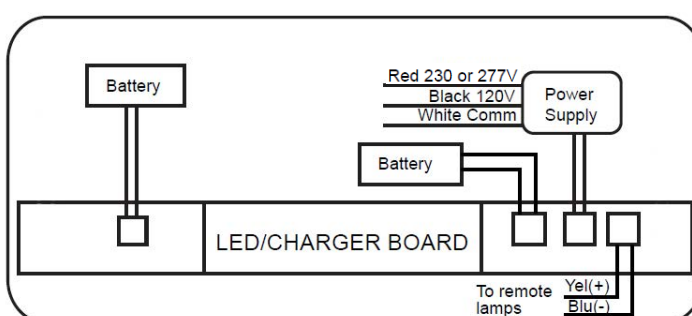 Battery
Red 230 or 277V
Black 120V
White Comm
Power
Supply
Battery
LED/CHARGER BOARD
To remote
lamps
Yel(+)
Blu(-)